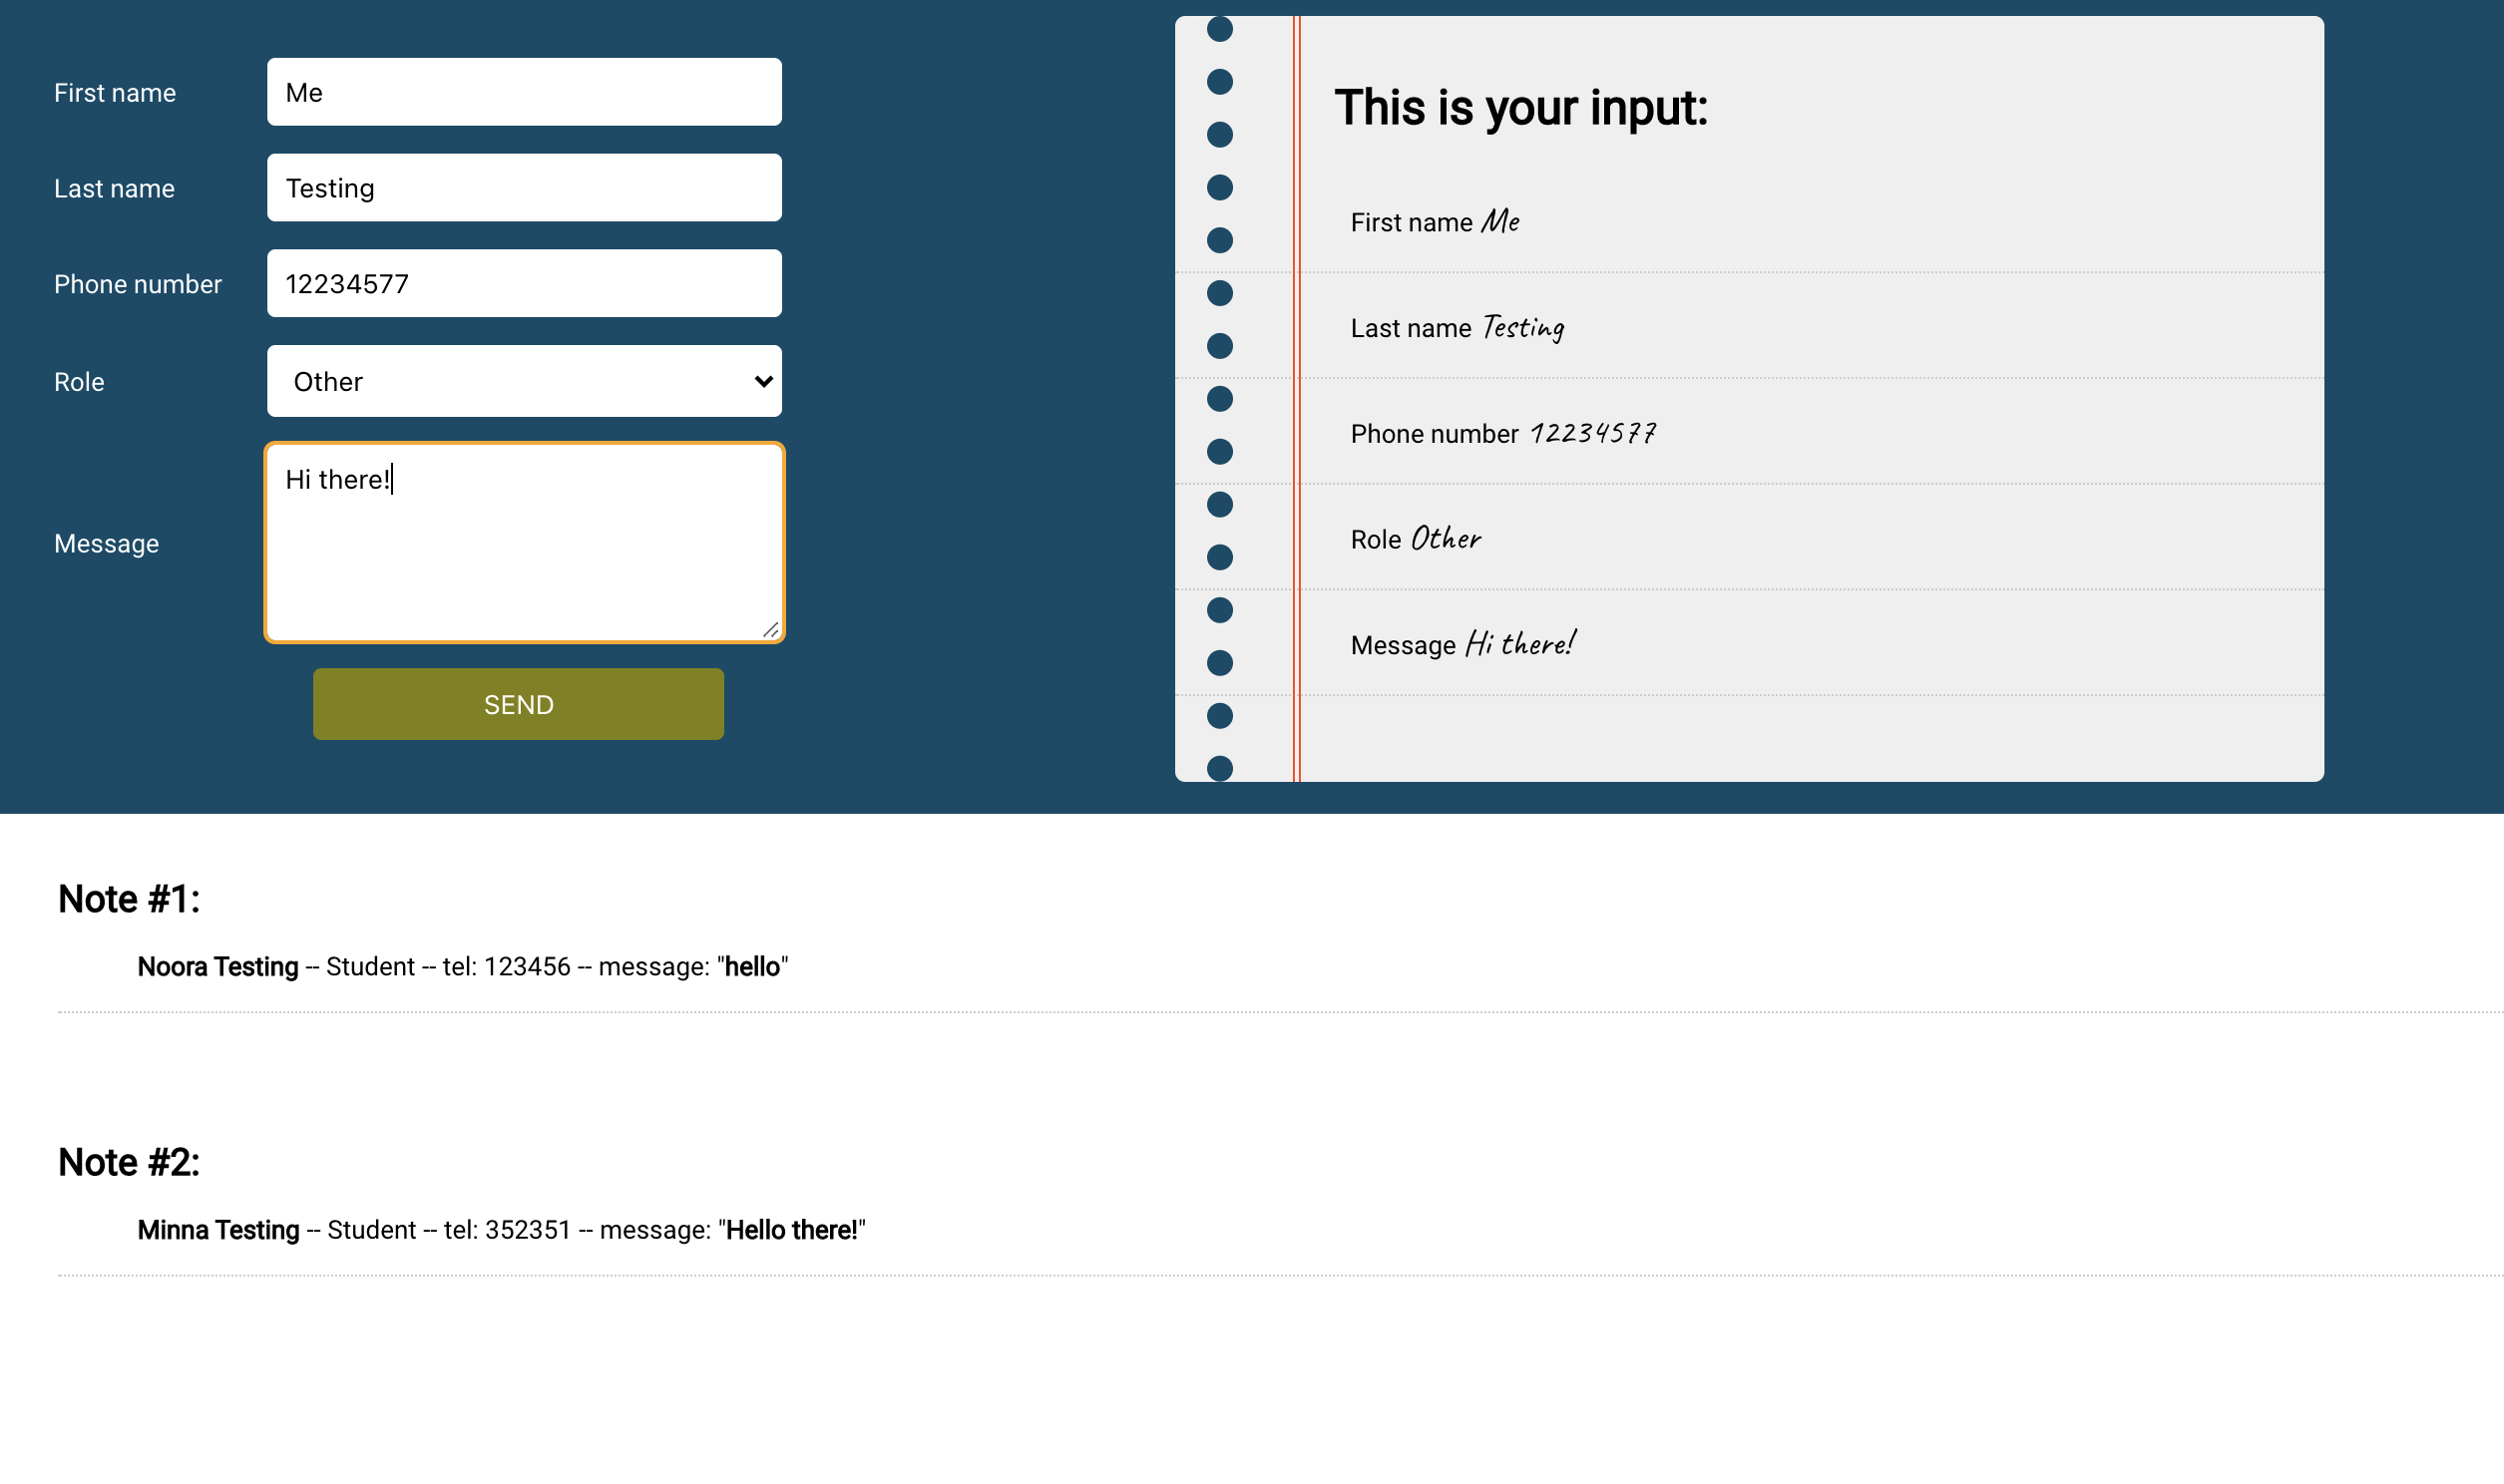 First name Me
Last name Testing
Phone number 12234577
Role Other
Message Hi there!
SEND
This is your input:
First name Me
Last name Testing
Phone number 12234577
Role Other
Message Hi there!
Note #1:
Noora Testing -- Student -- tel: 123456 -- message: "hello"
Note #2:
Minna Testing -- Student -- tel: 352351 -- message: "Hello there!"